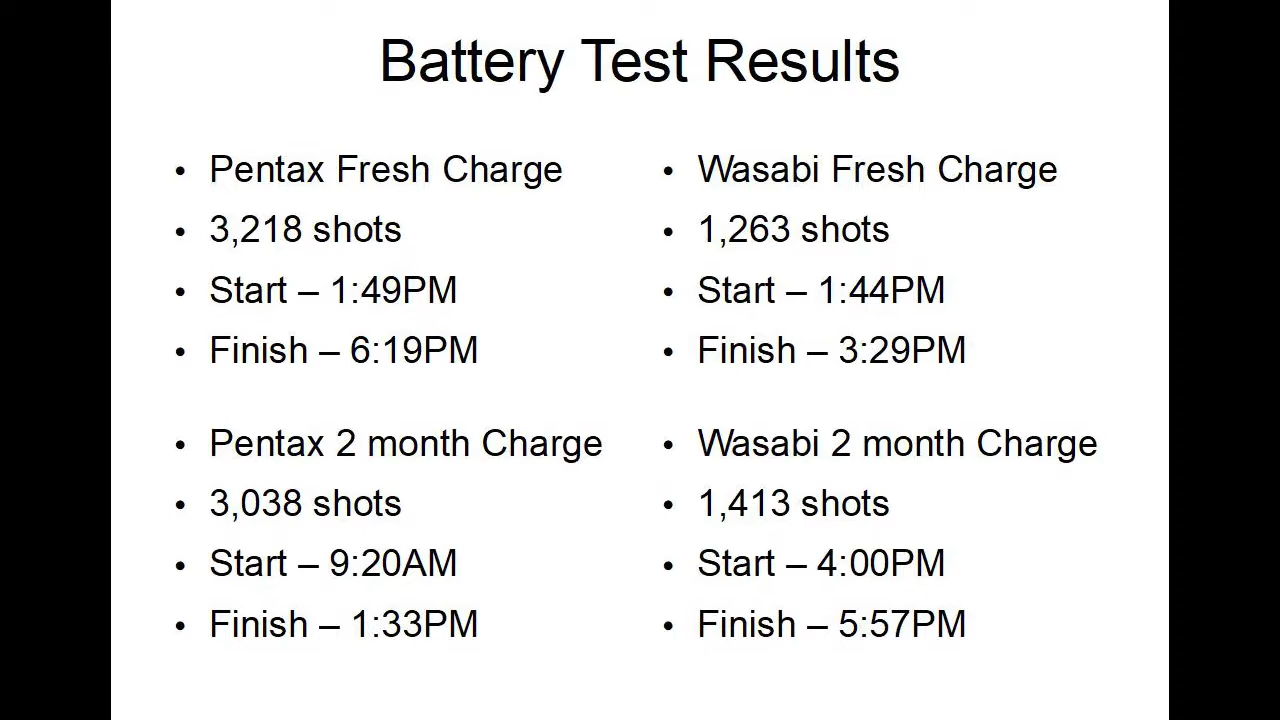 Battery Test Results
• Pentax Fresh Charge
• 3,218 shots
• Start – 1:49PM
• Finish – 6:19PM
• Wasabi Fresh Charge
• 1,263 shots
• Start – 1:44PM
• Finish – 3:29PM
• Pentax 2 month Charge
• 3,038 shots
• Start – 9:20AM
• Finish – 1:33PM
• Wasabi 2 month Charge
• 1,413 shots
• Start – 4:00PM
• Finish – 5:57PM